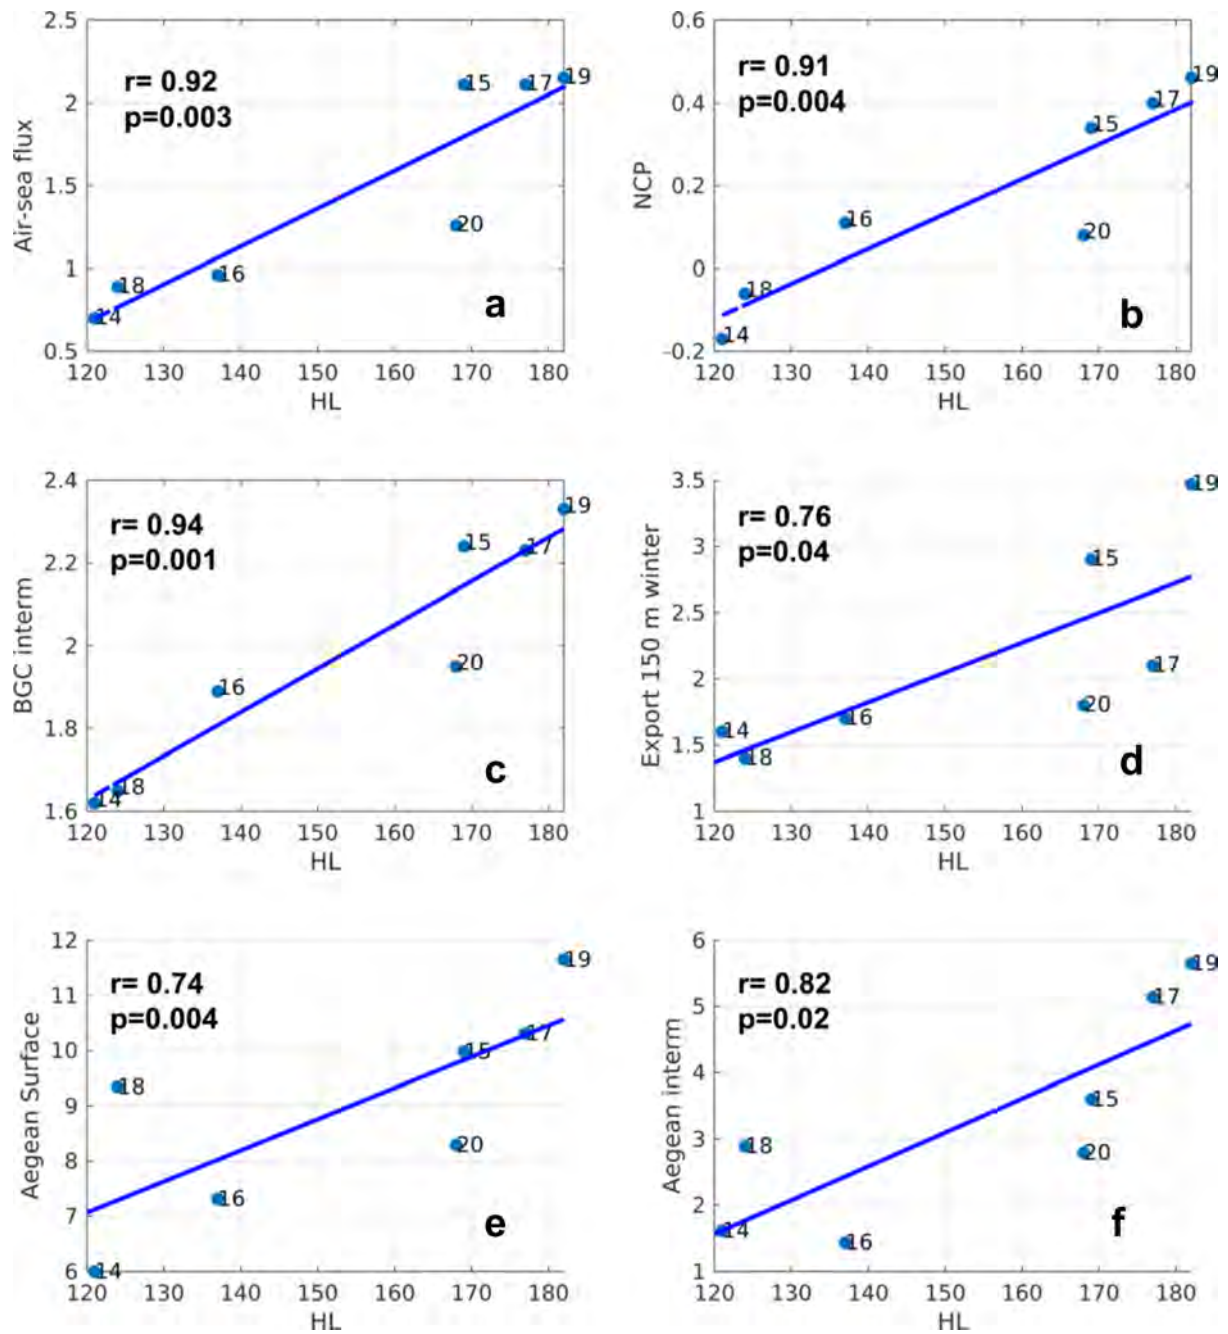 2.5
2
1.5
1
0.5
Air-sea flux
r= 0.92
p=0.003
15
17
19
20
16
18
14
a
120 130 140 150 160 170 180
HL
0.6
0.4
0.2
0
-0.2
NCP
r= 0.91
p=0.004
19
17
15
16
20
18
14
b
120 130 140 150 160 170 180
HL
2.4
2.2
2
1.8
1.6
BGC interm
r= 0.94
p=0.001
19
15
17
20
16
18
14
c
120 130 140 150 160 170 180
HL
3.5
3
2.5
2
1.5
1
Export 150 m winter
r= 0.76
p=0.04
19
15
17
20
16
14
18
d
120 130 140 150 160 170 180
HL
12
11
10
9
8
7
6
Aegean Surface
r= 0.74
p=0.004
19
17
15
18
20
16
14
e
120 130 140 150 160 170 180
HL
6
5
4
3
2
1
Aegean interm
r= 0.82
p=0.02
19
17
15
18
20
14
16
f
120 130 140 150 160 170 180
HL